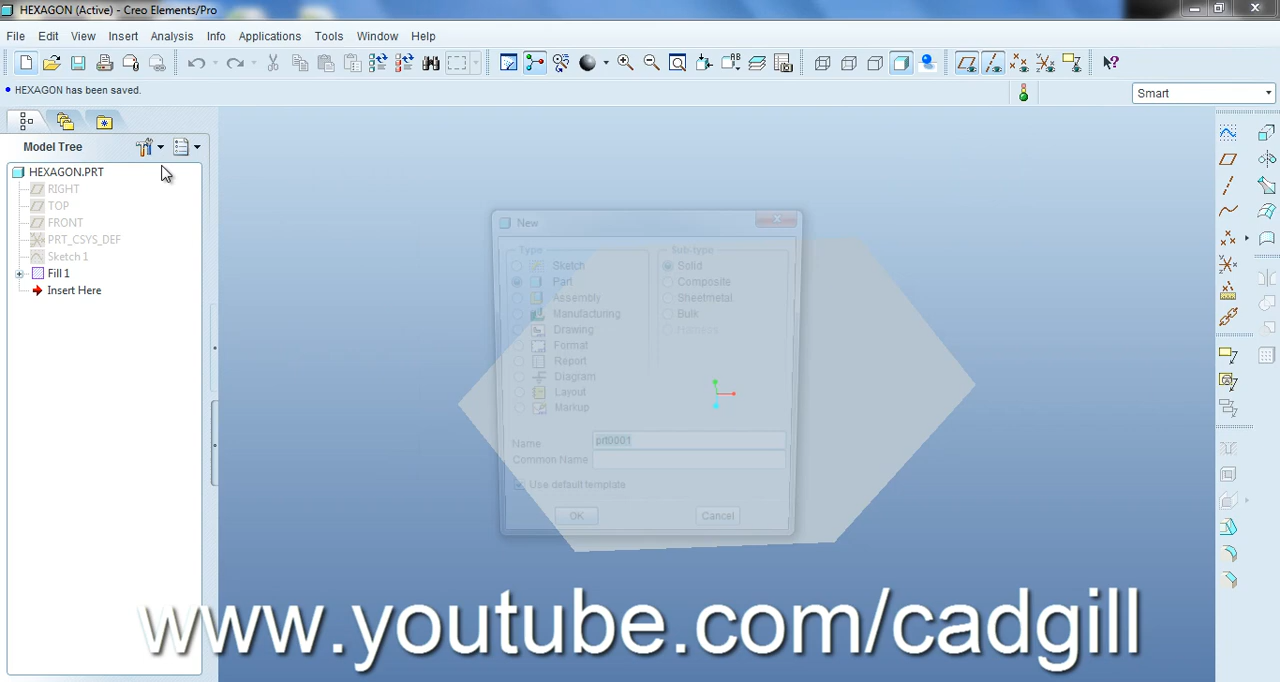 HEXAGON (Active) - Creo Elements/Pro
File Edit View Insert Analysis Info Applications Tools Window Help
HEXAGON has been saved.
Smart
Model Tree
HEXAGON.PRT
RIGHT
TOP
FRONT
PRT_CSYS_DEF
Sketch 1
Fill 1
Insert Here
New
Type
Sub-type
Sketch
Solid
Part
Composite
Assembly
Sheetmetal
Manufacturing
Bulk
Drawing
Harness
Format
Report
Diagram
Layout
Markup
Name
prt0001
Common Name
Use default template
OK
Cancel
www.youtube.com/cadgill